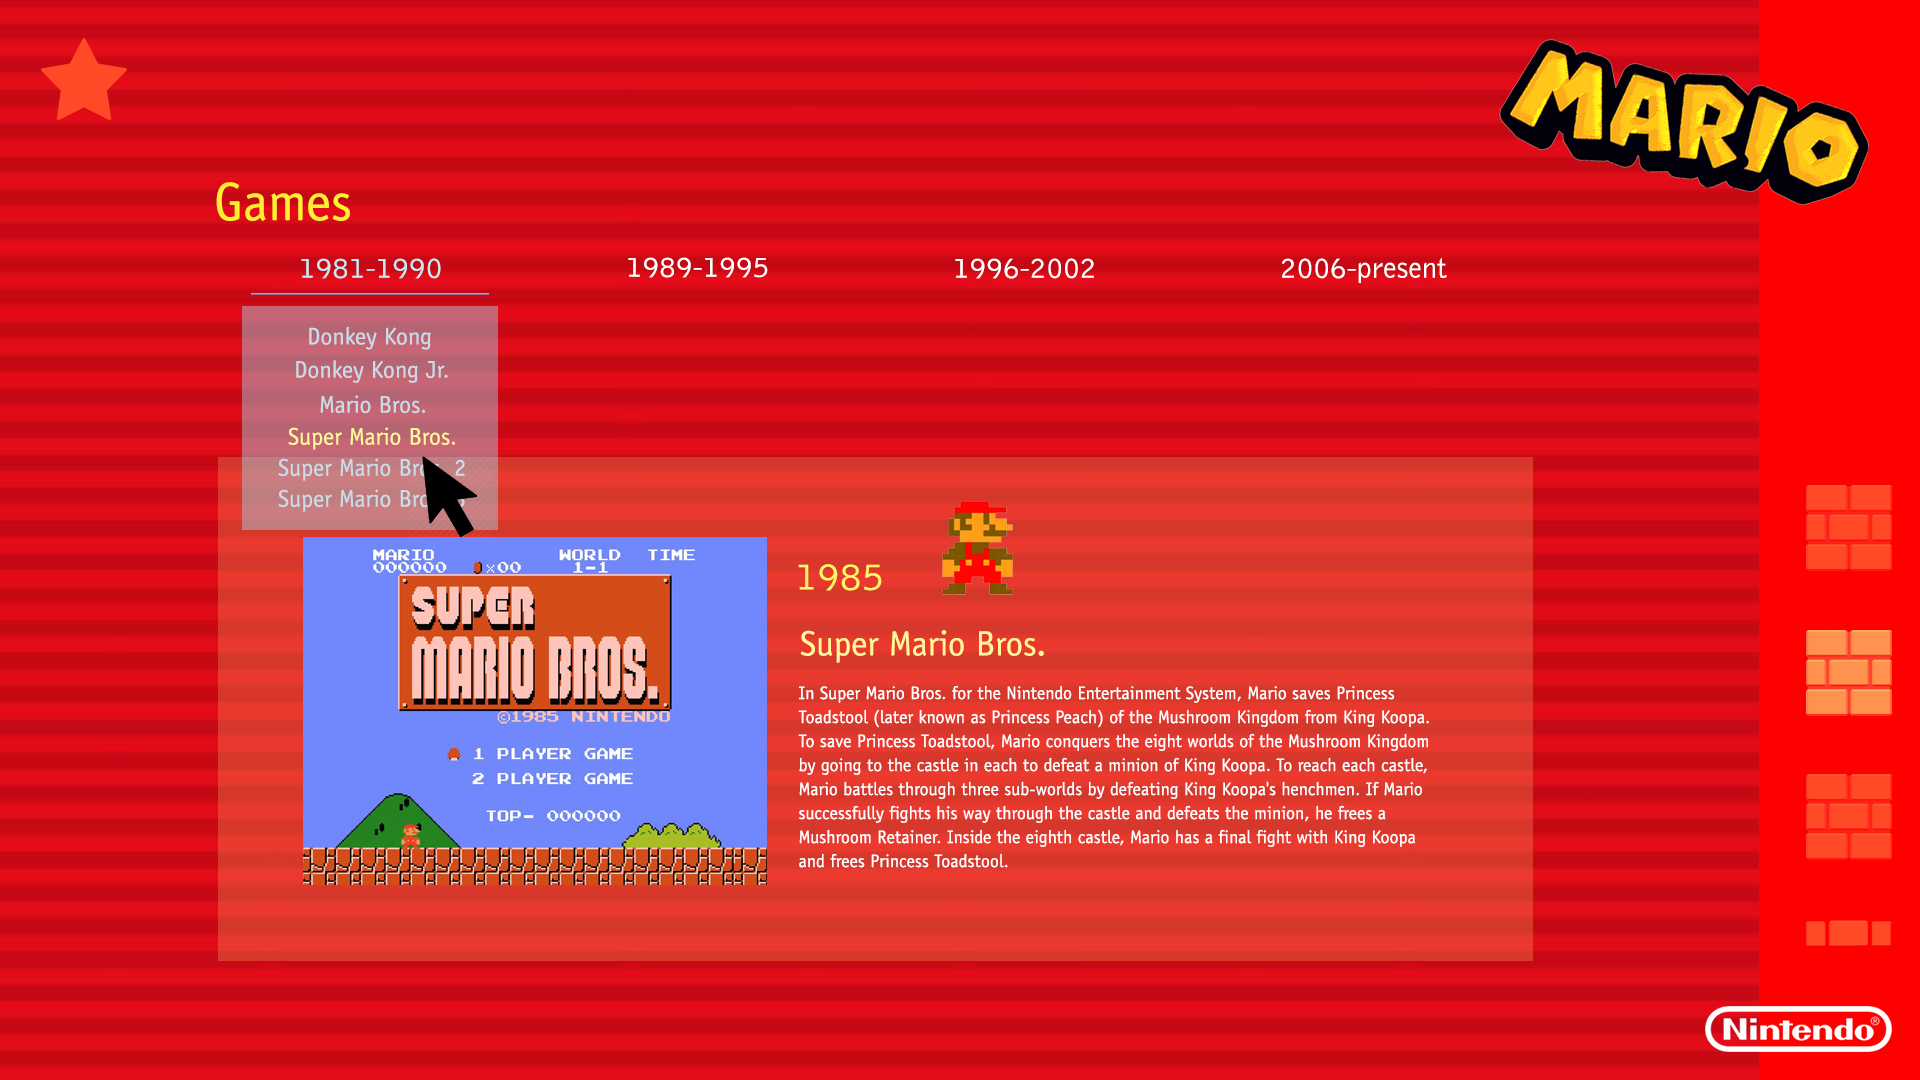 MARIO
Games
1981-1990
1989-1995
1996-2002
2006-present
Donkey Kong
Donkey Kong Jr.
Mario Bros.
Super Mario Bros.
Super Mario 2
Super Mario
MARIO WORLD TIME
000000 x00 1-1
SUPER
MARIO BROS.
©1985 NINTENDO
1 PLAYER GAME
2 PLAYER GAME
TOP- 000000
1985
Super Mario Bros.
In Super Mario Bros. for the Nintendo Entertainment System, Mario saves Princess
Toadstool (later known as Princess Peach) of the Mushroom Kingdom from King Koopa.
To save Princess Toadstool, Mario conquers the eight worlds of the Mushroom Kingdom
by going to the castle in each to defeat a minion of King Koopa. To reach each castle,
Mario battles through three sub-worlds by defeating King Koopa's henchmen. If Mario
successfully fights his way through the castle and defeats the minion, he frees a
Mushroom Retainer. Inside the eighth castle, Mario has a final fight with King Koopa
and frees Princess Toadstool.
Nintendo®